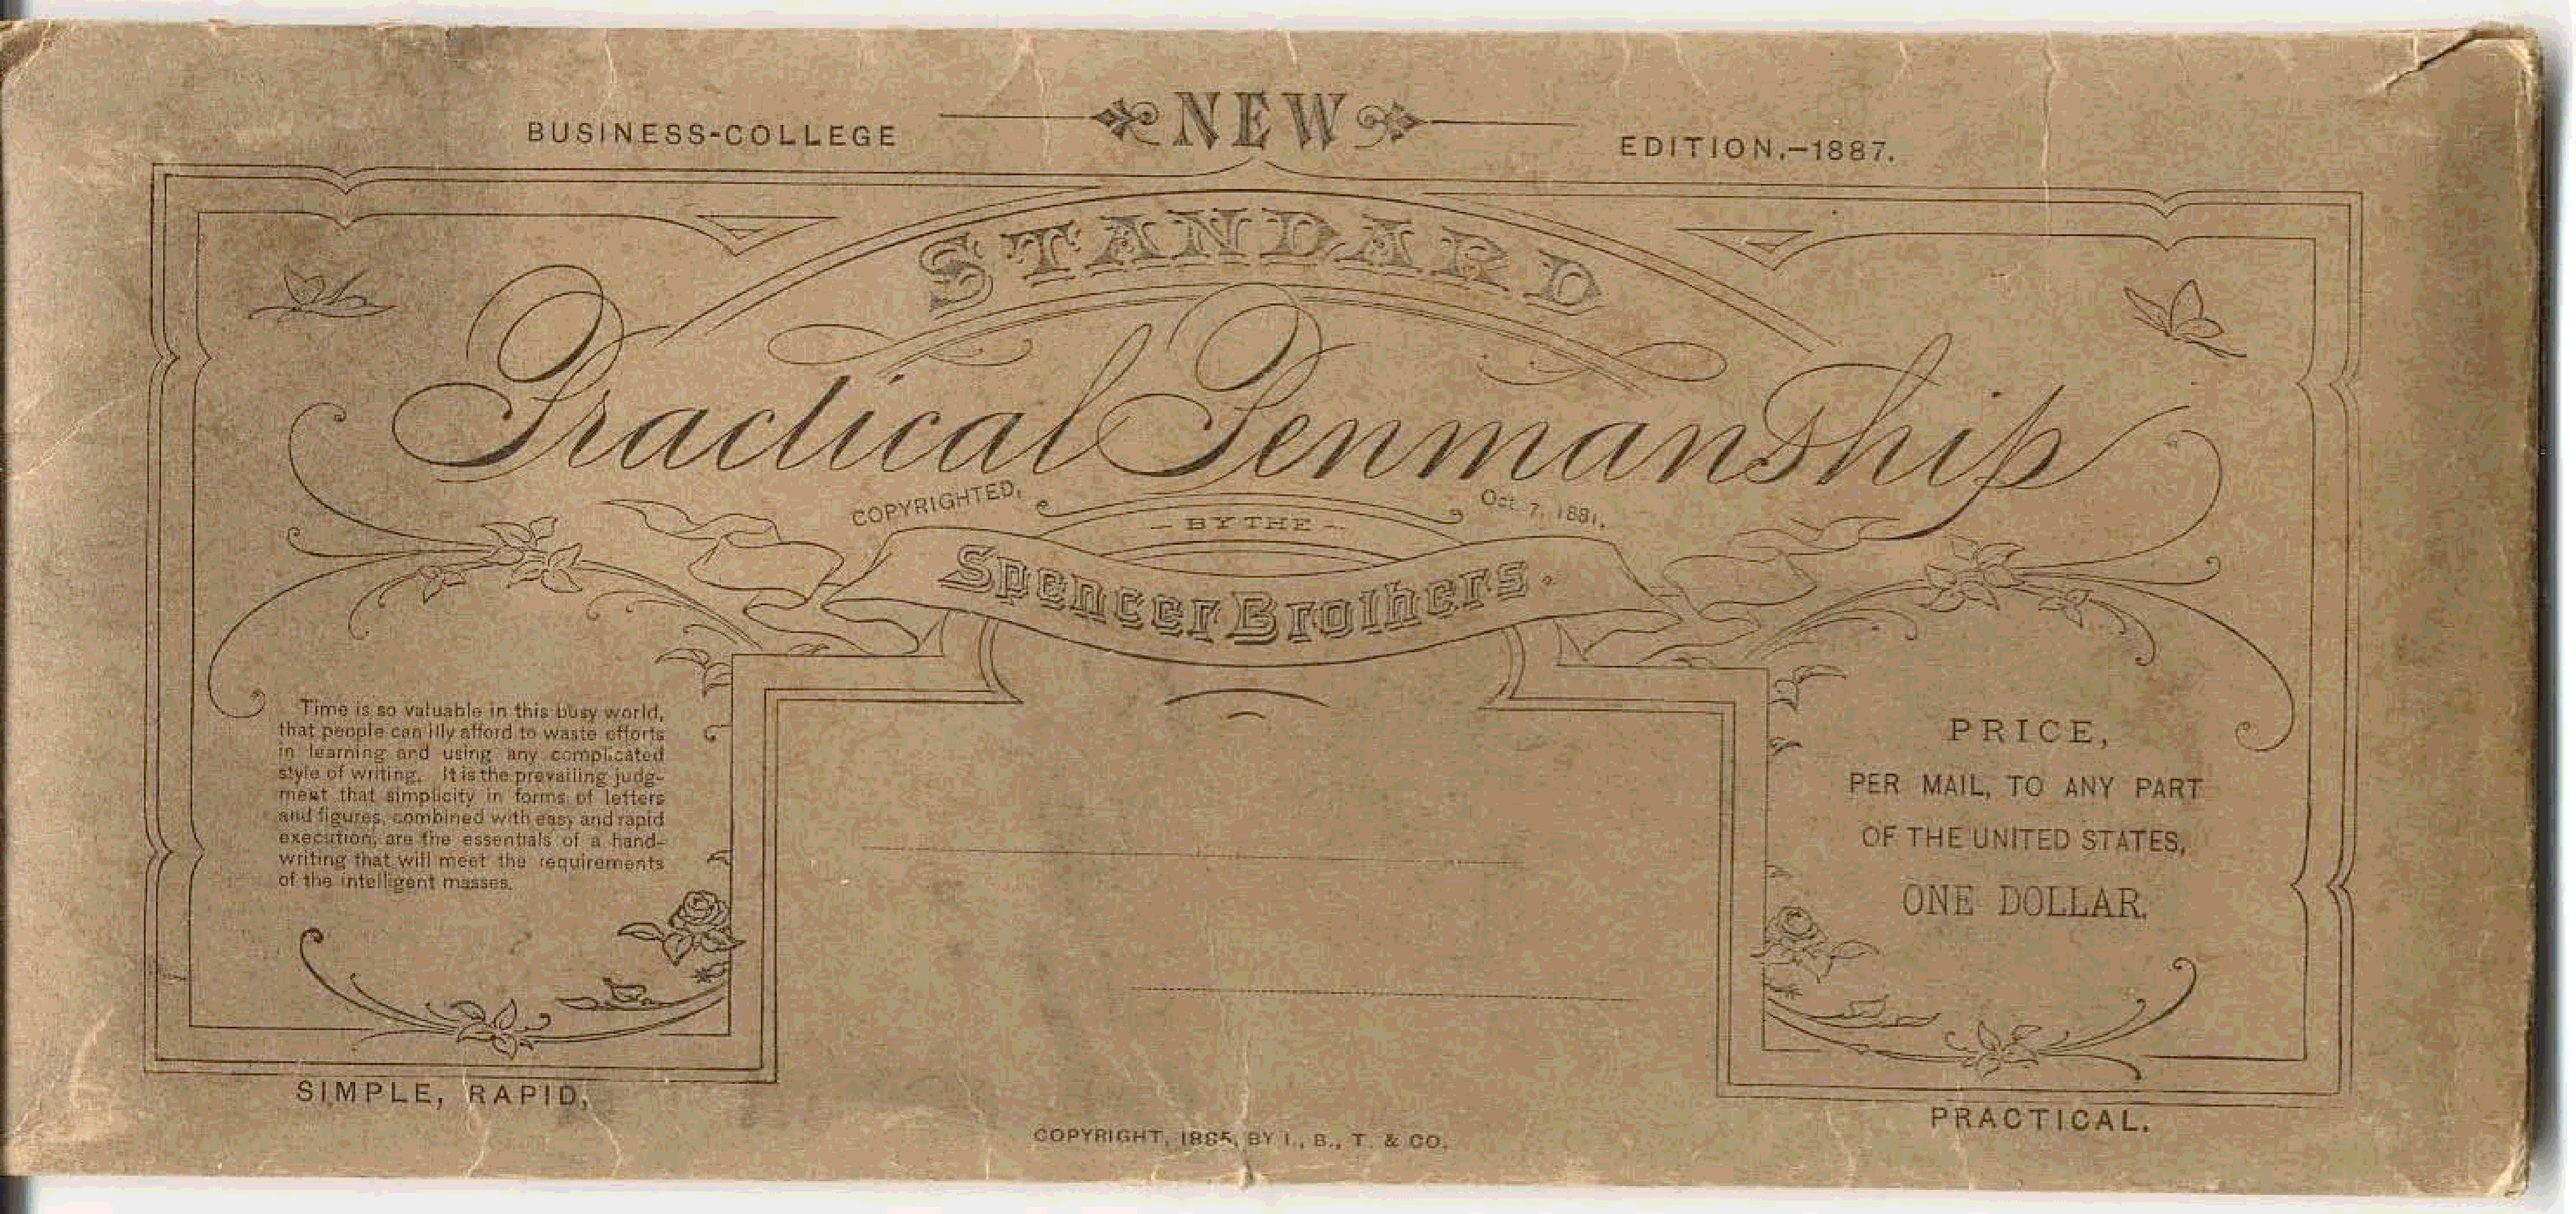 BUSINESS-COLLEGE NEW EDITION.-1887.
STANDARD
Practical Penmanship
COPYRIGHTED, Oct. 7, 1881.
- BY THE -
Spencer Brothers.
Time is so valuable in this busy world,
that people can illy afford to waste efforts
in learning and using any complicated
style of writing. It is the prevailing judg-
ment that simplicity in forms of letters
and figures, combined with easy and rapid
execution, are the essentials of a hand-
writing that will meet the requirements
of the intelligent masses.
PRICE,
PER MAIL, TO ANY PART
OF THE UNITED STATES,
ONE DOLLAR.
SIMPLE, RAPID, PRACTICAL.
COPYRIGHT, 1885, BY I., B., T. & CO.